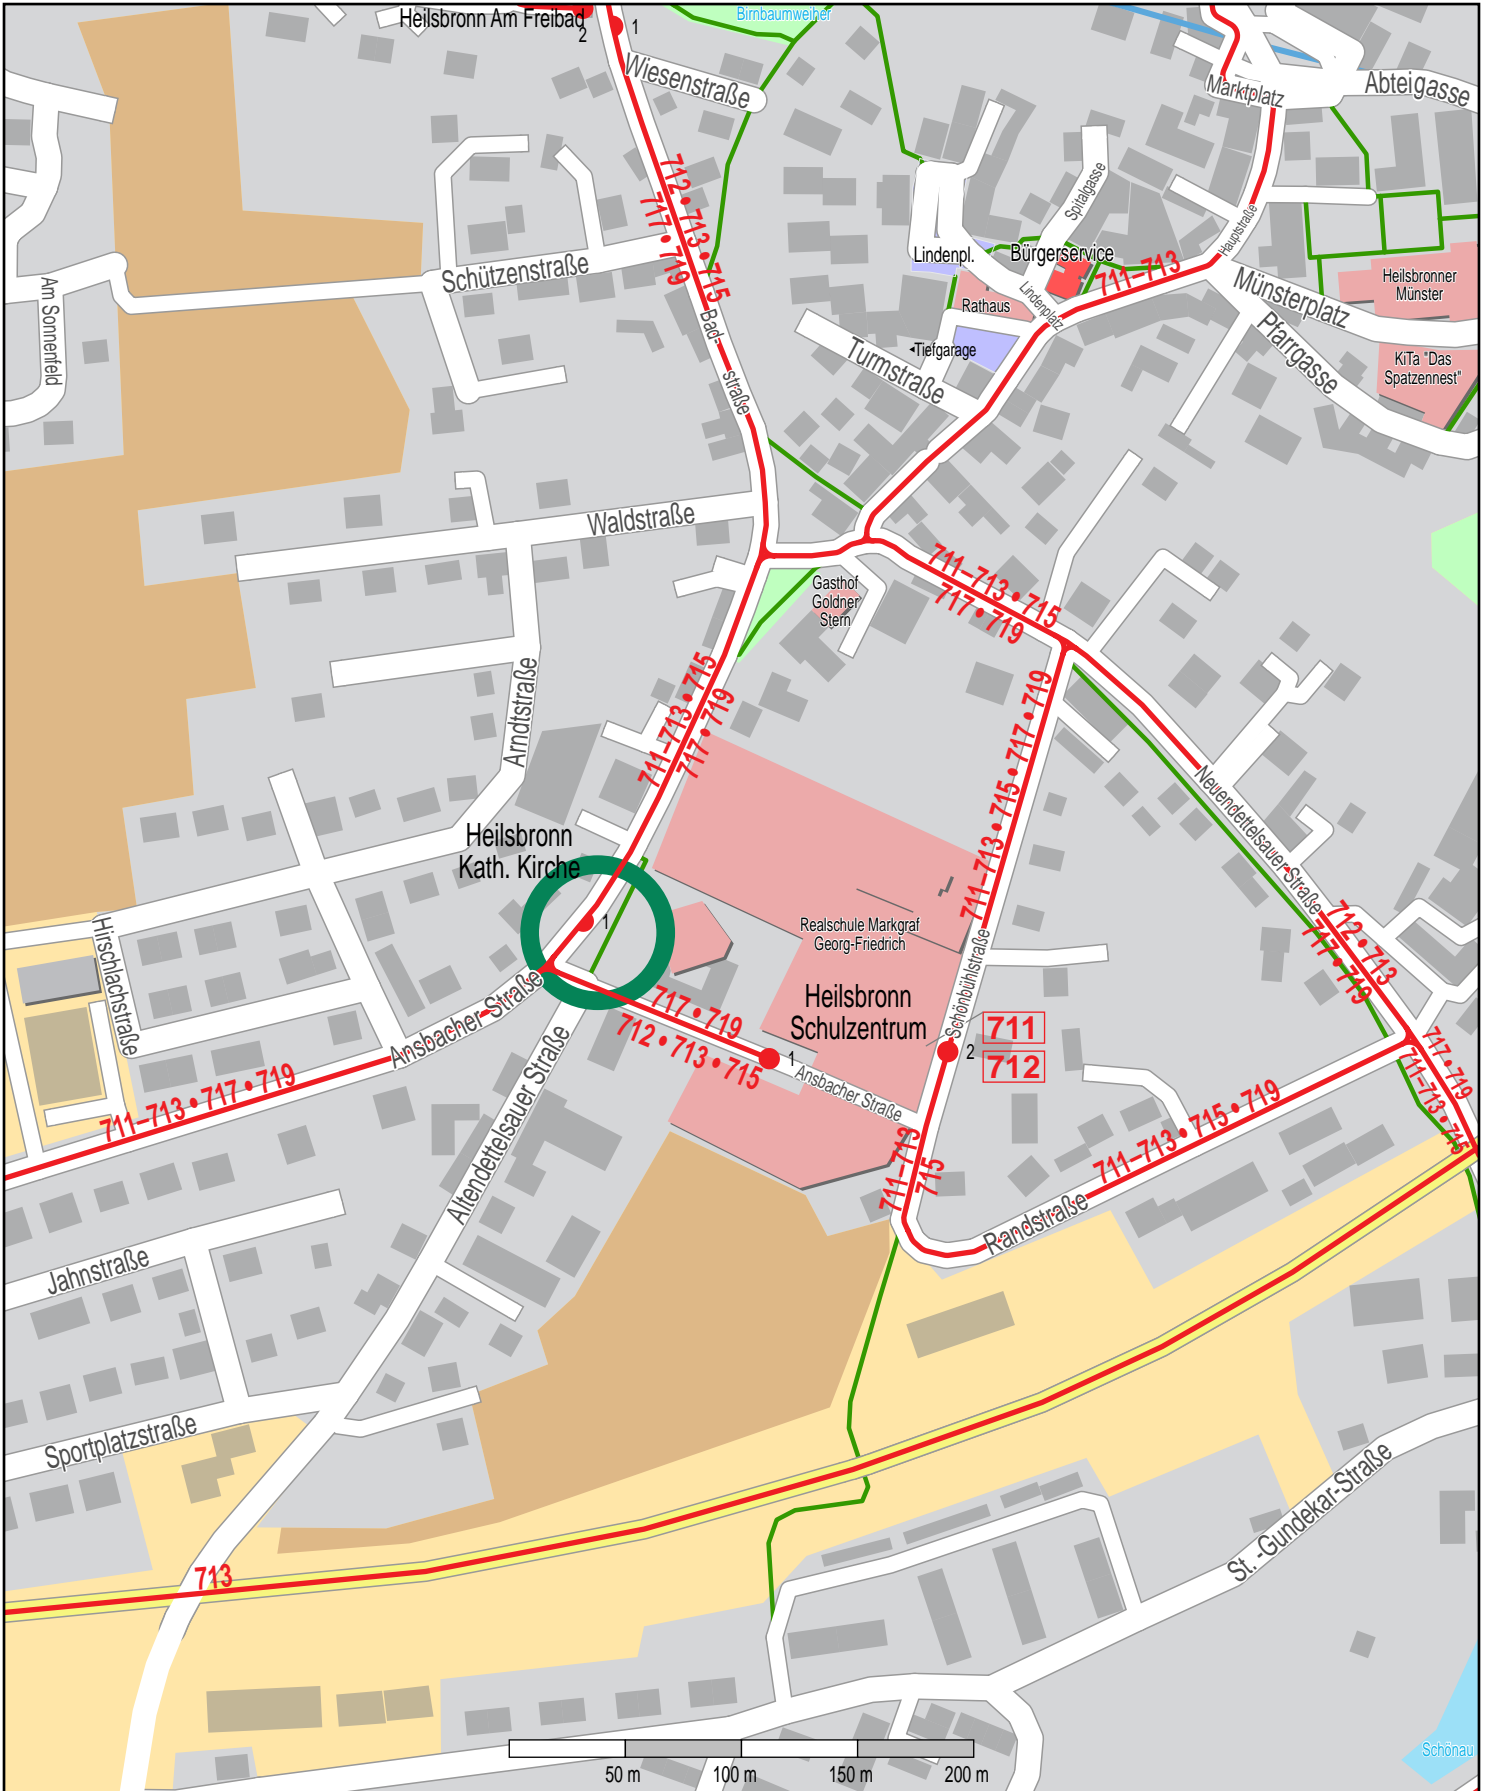 Heilsbronn Am Freibad
2
1
Birnbaumweiher
Wiesenstraße
Marktplatz
Abteigasse
712 • 713 • 715
717 • 719
Spitalgasse
Hauptstraße
Schützenstraße
Am Sonnenfeld
Lindenpl.
Bürgerservice
711–713
Lindenplatz
Rathaus
Münsterplatz
Heilsbronner
Münster
Bad-
straße
Turmstraße
◂Tiefgarage
Pfarrgasse
KiTa "Das
Spatzennest"
Waldstraße
Gasthof
Goldner
Stern
711–713 • 715
717 • 719
Arndtstraße
711–713 • 715
717 • 719
711–713 • 715 • 717 • 719
Neuendettelsauer Straße
Heilsbronn
Kath. Kirche
1
Hirschlachstraße
Realschule Markgraf
Georg-Friedrich
712 • 713
717 • 719
Schönbühlstraße
Ansbacher Straße
717 • 719
712 • 713 • 715
Heilsbronn
Schulzentrum
1
2
711
712
Ansbacher Straße
717 • 719
711–713 • 715
711–713 • 717 • 719
Altendettelsauer Straße
711–713
715
711–713 • 715 • 719
Randstraße
Jahnstraße
Sportplatzstraße
St. -Gundekar-Straße
713
Schönau
50 m
100 m
150 m
200 m